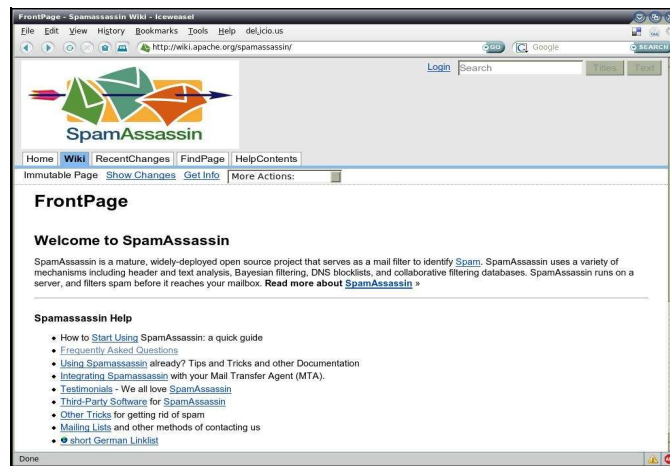 FrontPage - Spamassassin Wiki - Iceweasel
File Edit View History Bookmarks Tools Help del.icio.us
http://wiki.apache.org/spamassassin/ GO Google SEARCH
Login Search Titles Text
SpamAssassin
Home Wiki RecentChanges FindPage HelpContents
Immutable Page Show Changes Get Info More Actions:
FrontPage
Welcome to SpamAssassin
SpamAssassin is a mature, widely-deployed open source project that serves as a mail filter to identify Spam. SpamAssassin uses a variety of
mechanisms including header and text analysis, Bayesian filtering, DNS blocklists, and collaborative filtering databases. SpamAssassin runs on a
server, and filters spam before it reaches your mailbox. Read more about SpamAssassin »
Spamassassin Help
How to Start Using SpamAssassin: a quick guide
Frequently Asked Questions
Using Spamassassin already? Tips and Tricks and other Documentation
Integrating Spamassassin with your Mail Transfer Agent (MTA).
Testimonials - We all love SpamAssassin
Third-Party Software for SpamAssassin
Other Tricks for getting rid of spam
Mailing Lists and other methods of contacting us
short German Linklist
Done